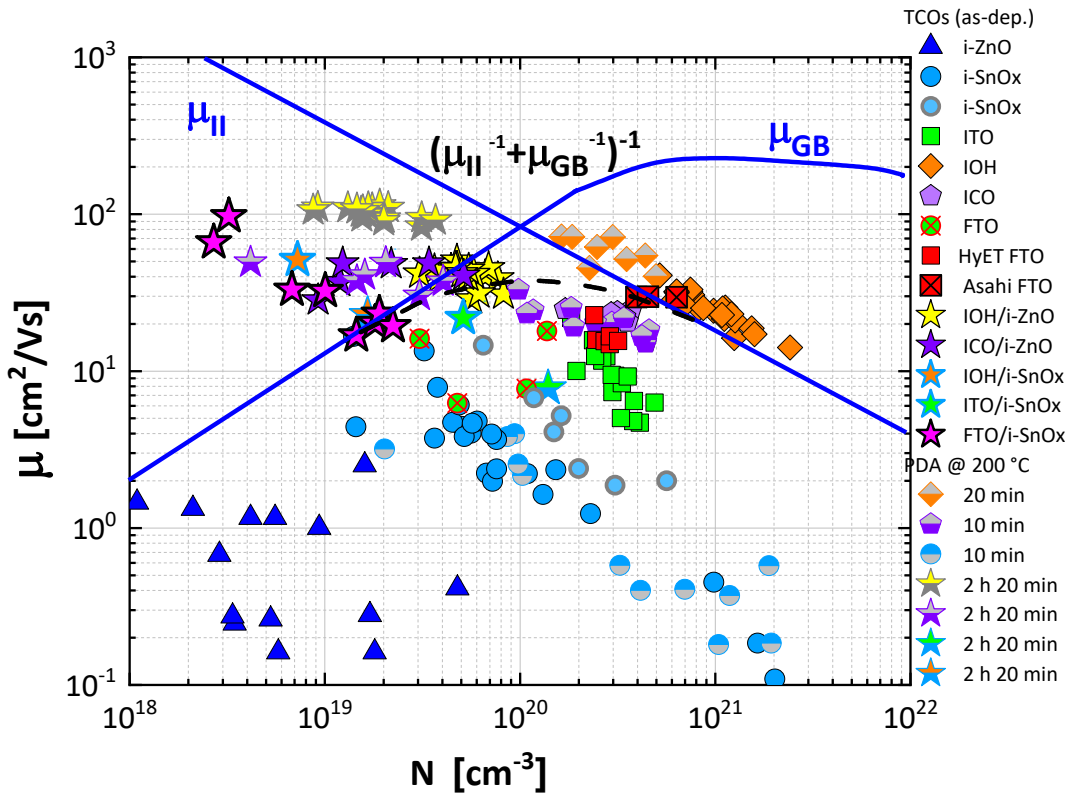 TCOs (as-dep.)
i-ZnO
i-SnOx
i-SnOx
ITO
IOH
ICO
FTO
HyET FTO
Asahi FTO
IOH/i-ZnO
ICO/i-ZnO
IOH/i-SnOx
ITO/i-SnOx
FTO/i-SnOx
PDA @ 200 °C
20 min
10 min
10 min
2 h 20 min
2 h 20 min
2 h 20 min
2 h 20 min
μ_II
(μ_II^-1+μ_GB^-1)^-1
μ_GB
10^3
10^2
10^1
10^0
10^-1
μ [cm^2/Vs]
10^18
10^19
10^20
10^21
10^22
N [cm^-3]